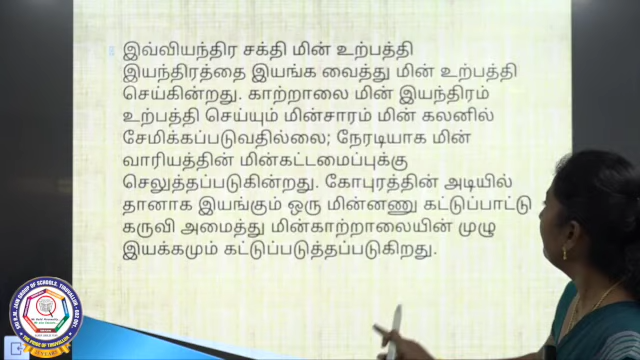 இவ்வியந்திர சக்தி மின் உற்பத்தி
இயந்திரத்தை இயங்க வைத்து மின் உற்பத்தி
செய்கின்றது. காற்றாலை மின் இயந்திரம்
உற்பத்தி செய்யும் மின்சாரம் மின் கலனில்
சேமிக்கப்படுவதில்லை; நேரடியாக மின்
வாரியத்தின் மின்கட்டமைப்புக்கு
செலுத்தப்படுகின்றது. கோபுரத்தின் அடியில்
தானாக இயங்கும் ஒரு மின்னணு கட்டுப்பாட்டு
கருவி அமைத்து மின்காற்றாலையின் முழு
இயக்கமும் கட்டுப்படுத்தப்படுகிறது.